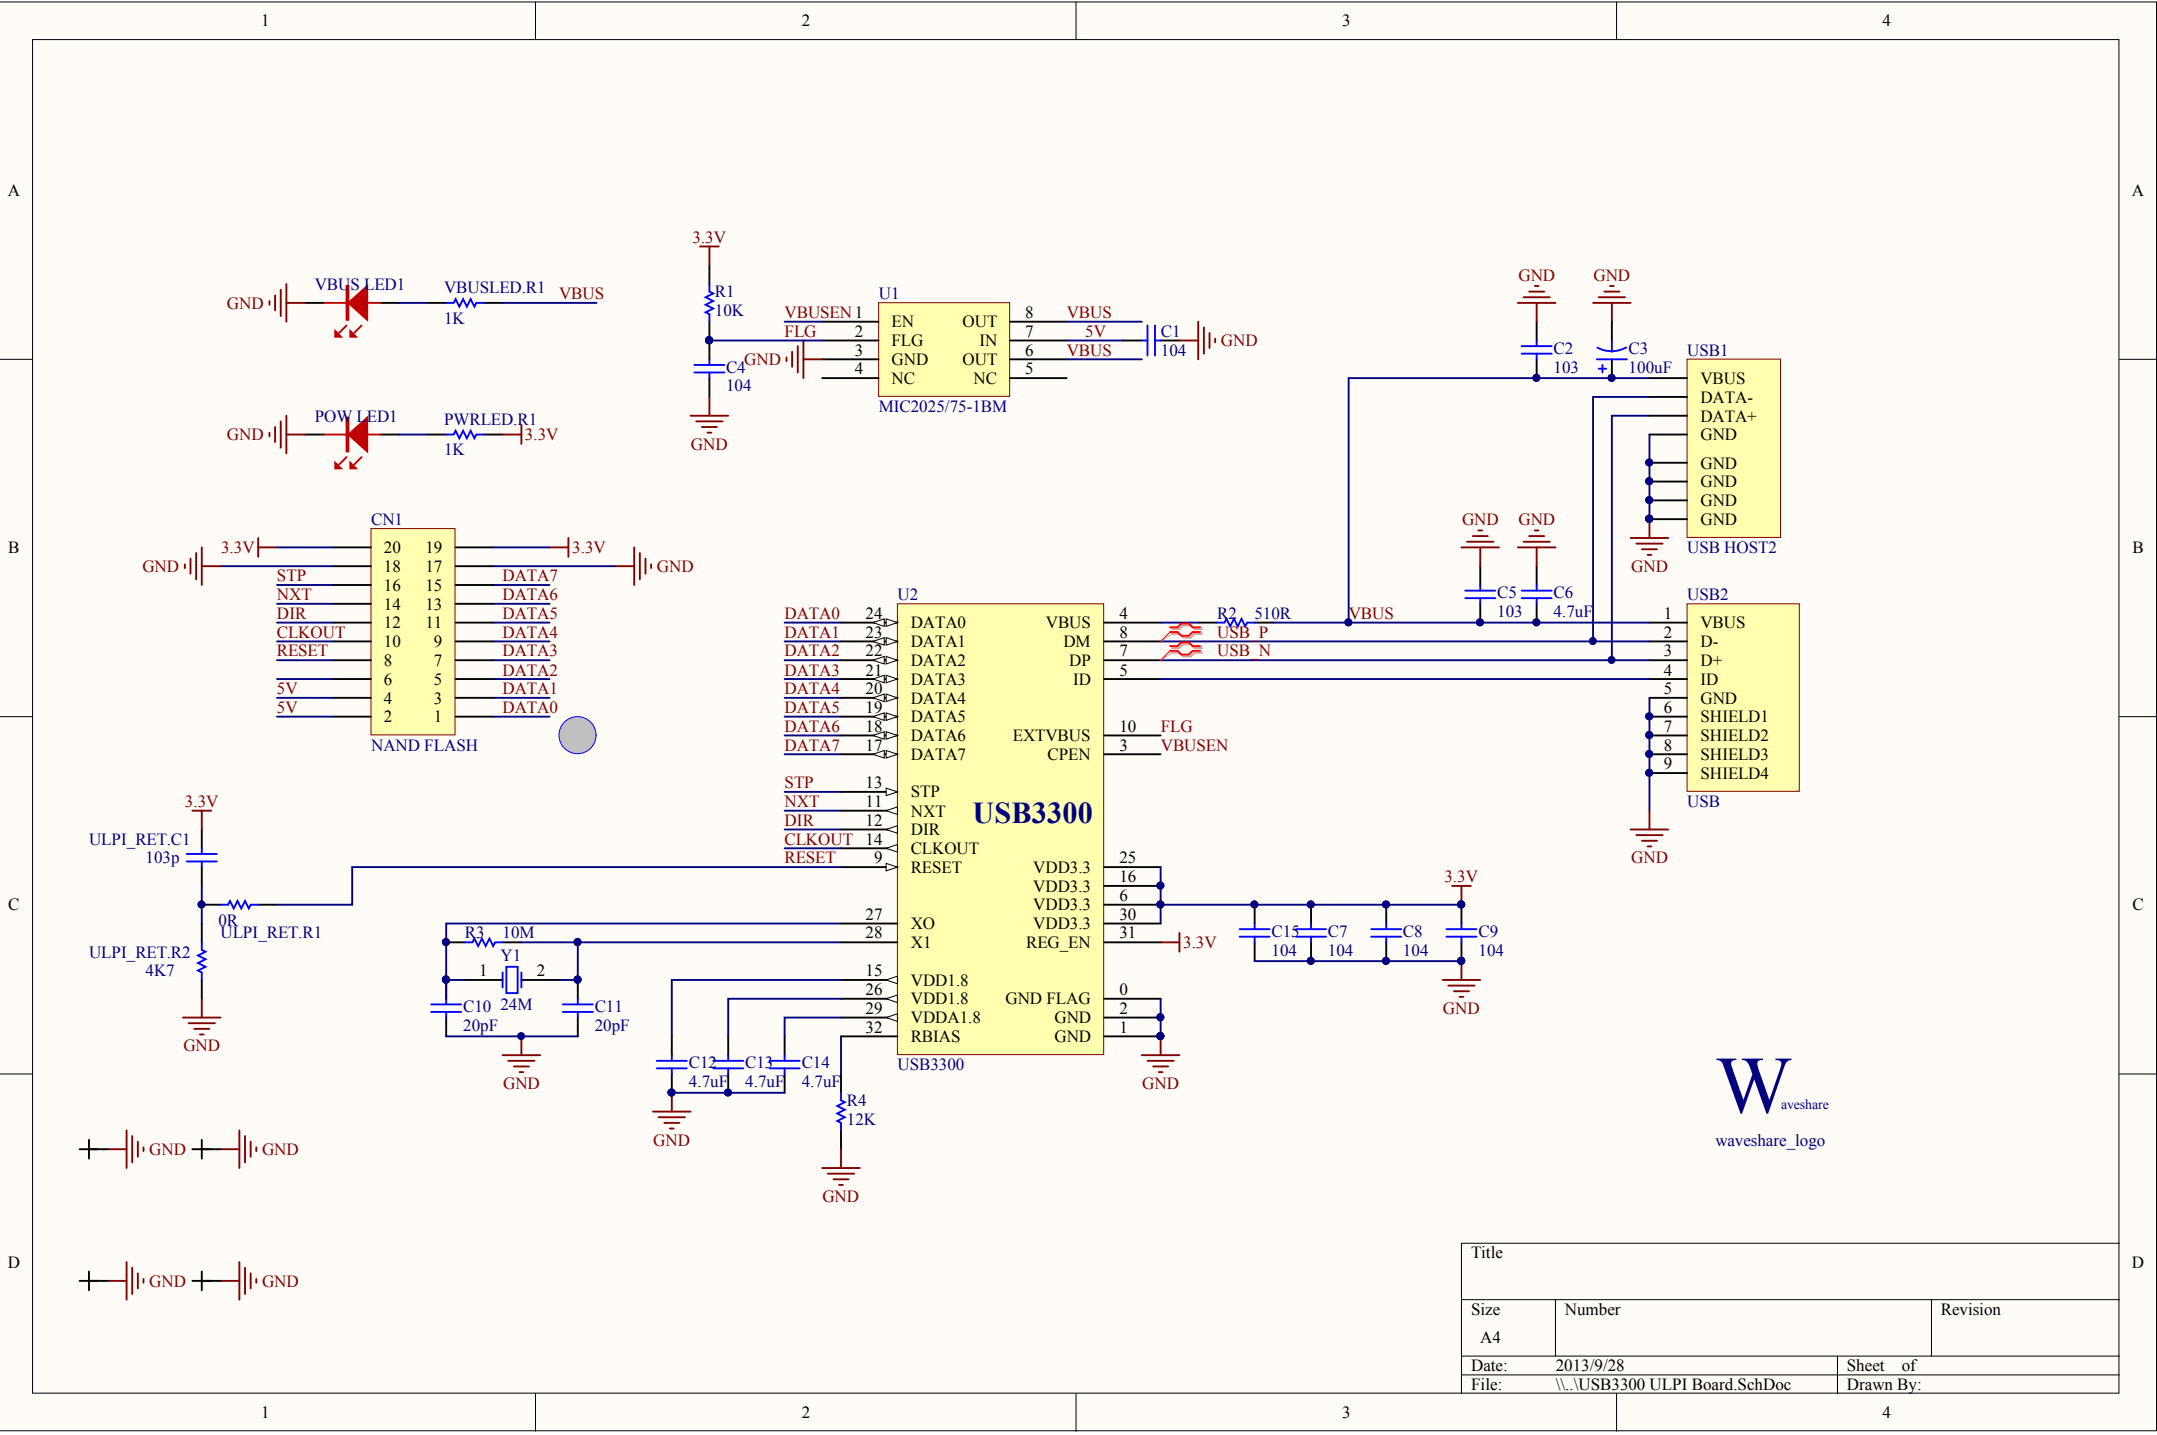 1 2 3 4
A A
B B
C C
D D
GND VBUS LED1 VBUSLED.R1 VBUS
1K
GND POW LED1 PWRLED.R1 3.3V
1K
3.3V
R1
10K
C4
104
GND
U1
VBUSEN 1 EN OUT 8 VBUS
FLG 2 FLG IN 7 5V
GND 3 GND OUT 6 VBUS
4 NC NC 5
MIC2025/75-1BM
C1
104
GND
GND GND
C2
103
C3
+ 100uF
USB1
VBUS
DATA-
DATA+
GND
GND
GND
GND
GND
USB HOST2
GND
CN1
3.3V 20 19 3.3V
GND 18 17 GND
STP 16 15 DATA7
NXT 14 13 DATA6
DIR 12 11 DATA5
CLKOUT 10 9 DATA4
RESET 8 7 DATA3
6 5 DATA2
5V 4 3 DATA1
5V 2 1 DATA0
NAND FLASH
U2
DATA0 24 DATA0
DATA1 23 DATA1
DATA2 22 DATA2
DATA3 21 DATA3
DATA4 20 DATA4
DATA5 19 DATA5
DATA6 18 DATA6
DATA7 17 DATA7
STP 13 STP
NXT 11 NXT
DIR 12 DIR
CLKOUT 14 CLKOUT
RESET 9 RESET
27 XO
28 X1
15 VDD1.8
26 VDD1.8
29 VDDA1.8
32 RBIAS
VBUS 4
DM 8
DP 7
ID 5
EXTVBUS 10 FLG
CPEN 3 VBUSEN
USB3300
VDD3.3 25
VDD3.3 16
VDD3.3 6
VDD3.3 30
REG_EN 31 3.3V
GND FLAG 0
GND 2
GND 1
USB3300
GND
R2 510R VBUS
USB_P
USB_N
GND GND
C5
103
C6
4.7uF
USB2
1 VBUS
2 D-
3 D+
4 ID
5 GND
6 SHIELD1
7 SHIELD2
8 SHIELD3
9 SHIELD4
USB
GND
3.3V
C15
104
C7
104
C8
104
C9
104
GND
3.3V
ULPI_RET.C1
103p
0R
ULPI_RET.R1
ULPI_RET.R2
4K7
GND
R3 10M
Y1
1 2
24M
C10
20pF
C11
20pF
GND
C12
4.7uF
C13
4.7uF
C14
4.7uF
GND
R4
12K
GND
GND GND
GND GND
Waveshare
waveshare_logo
Title
Size Number Revision
A4
Date: 2013/9/28 Sheet of
File: \\..\USB3300 ULPI Board.SchDoc Drawn By:
1 2 3 4